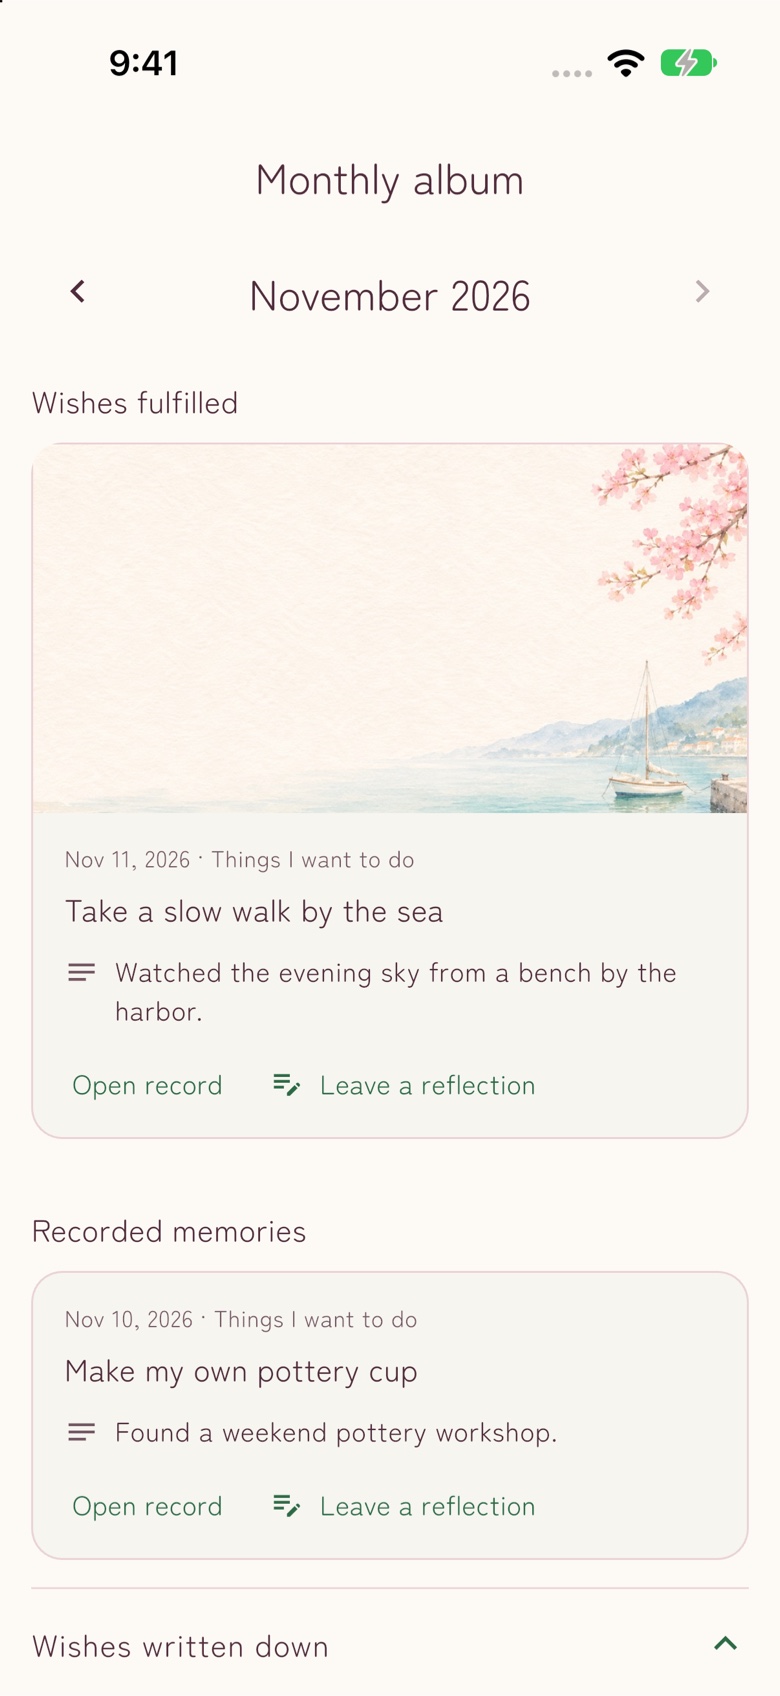 9:41
Monthly album
November 2026
Wishes fulfilled
Nov 11, 2026 · Things I want to do
Take a slow walk by the sea
Watched the evening sky from a bench by the
harbor.
Open record
Leave a reflection
Recorded memories
Nov 10, 2026 · Things I want to do
Make my own pottery cup
Found a weekend pottery workshop.
Open record
Leave a reflection
Wishes written down